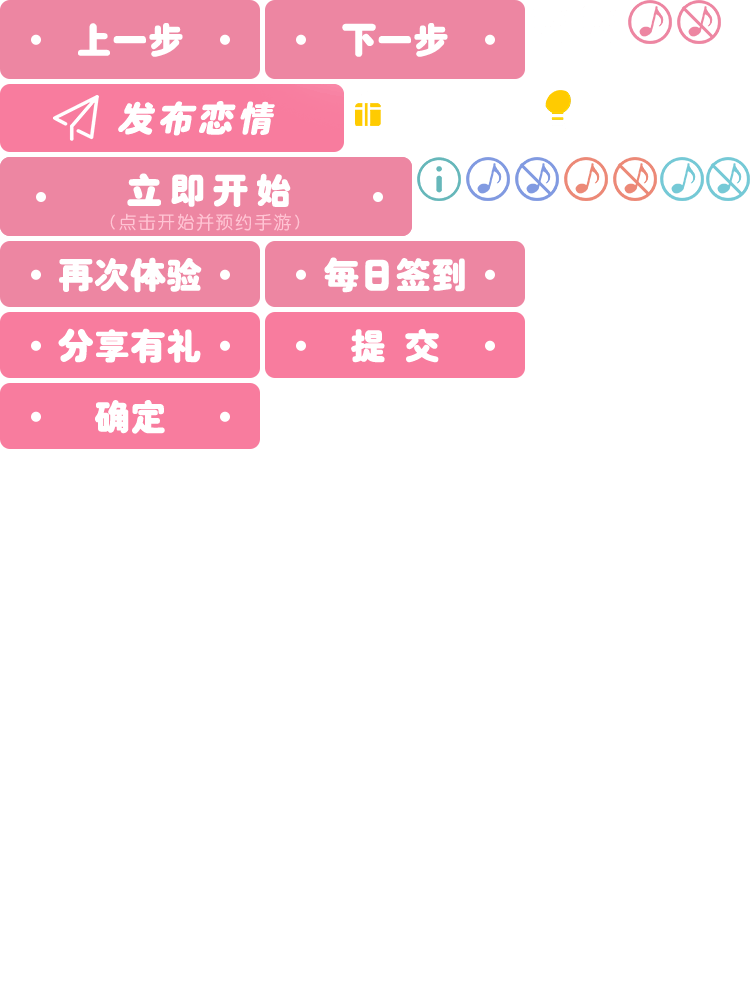 上一步
下一步
发布恋情
立即开始
（点击开始并预约手游）
再次体验
每日签到
分享有礼
提 交
确定